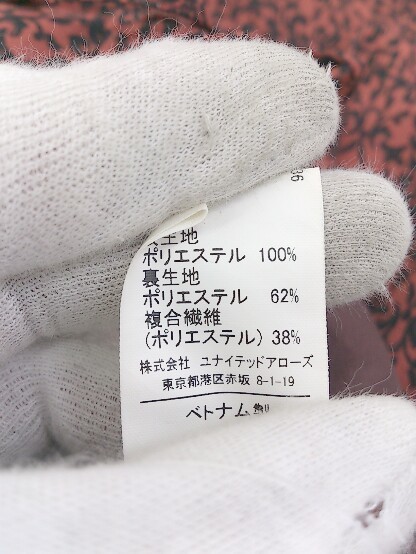 表生地
ポリエステル 100%
裏生地
ポリエステル 62%
複合繊維
(ポリエステル) 38%
株式会社 ユナイテッドアローズ
東京都港区赤坂 8-1-19
ベトナム製